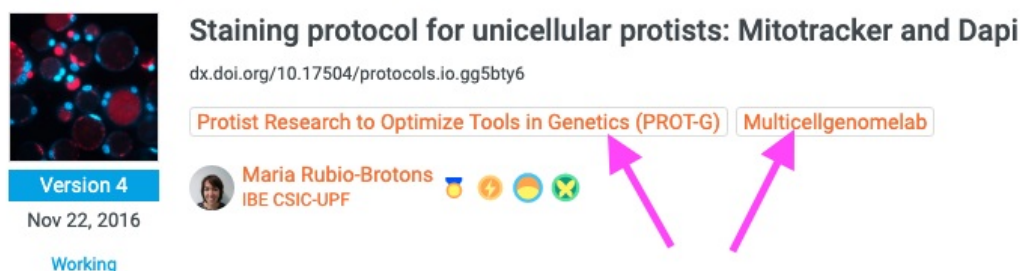 Staining protocol for unicellular protists: Mitotracker and Dapi
dx.doi.org/10.17504/protocols.io.gg5bty6
Protist Research to Optimize Tools in Genetics (PROT-G) Multicellgenomelab
Maria Rubio-Brotons
IBE CSIC-UPF
Version 4
Nov 22, 2016
Working